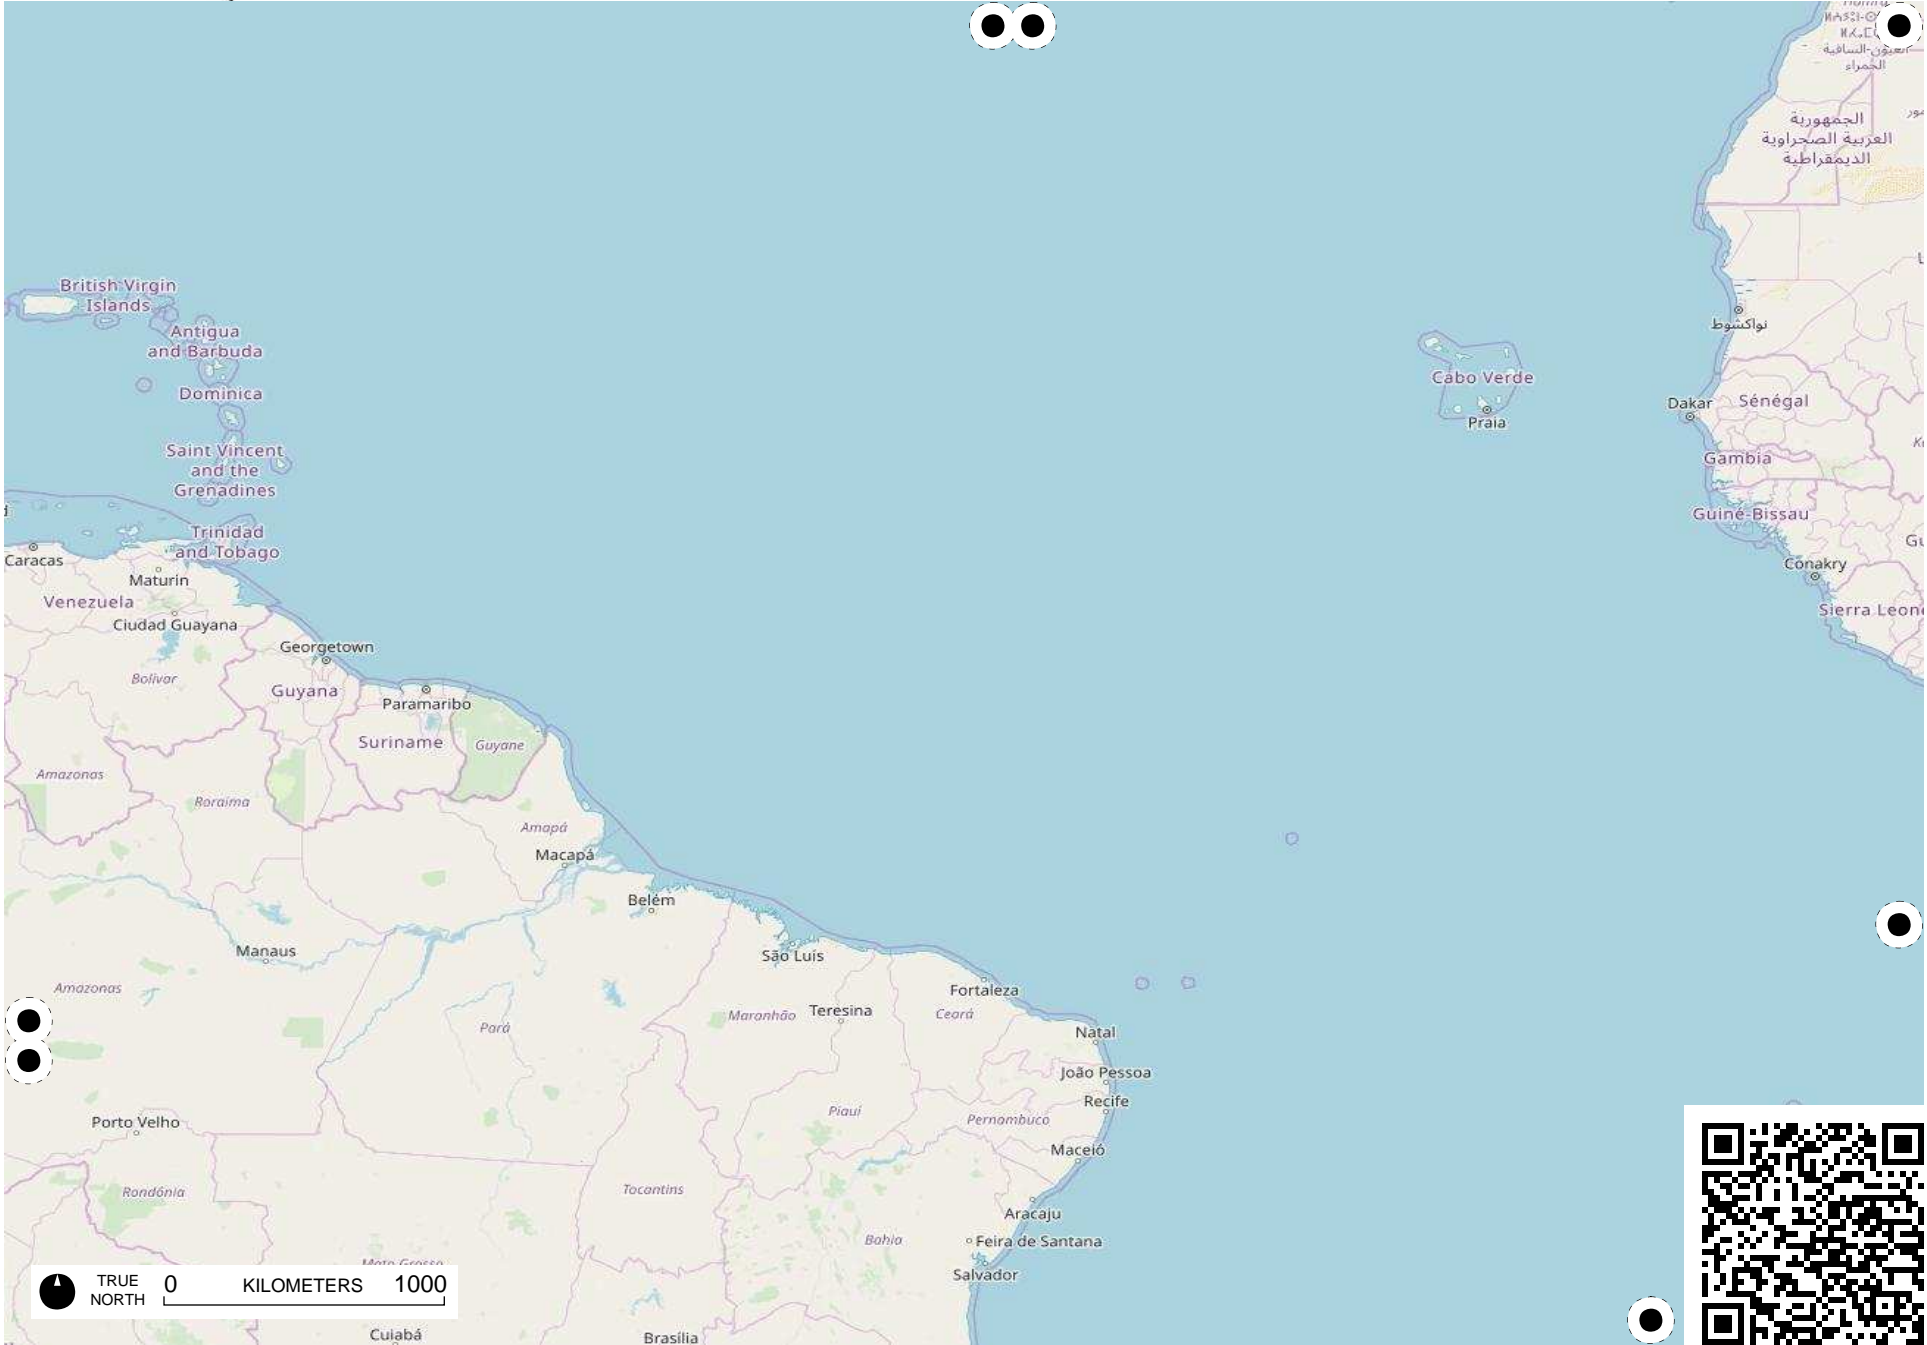 الجمهورية
العربية الصحراوية
الديمقراطية
British Virgin
Islands
Antigua
and Barbuda
Dominica
Saint Vincent
and the
Grenadines
Trinidad
and Tobago
نواكشوط
Cabo Verde
Praia
Dakar
Sénégal
Gambia
Guiné-Bissau
Conakry
Sierra Leone
Caracas
Maturín
Venezuela
Ciudad Guayana
Bolívar
Georgetown
Guyana
Paramaribo
Suriname
Guyane
Amazonas
Roraima
Amapá
Macapá
Belém
Manaus
São Luís
Amazonas
Pará
Maranhão
Teresina
Fortaleza
Ceará
Natal
João Pessoa
Recife
Piauí
Pernambuco
Porto Velho
Maceió
Rondônia
Tocantins
Aracaju
Bahia
Feira de Santana
Salvador
Mato Grosso
TRUE
NORTH
0 KILOMETERS 1000
Cuiabá
Brasília